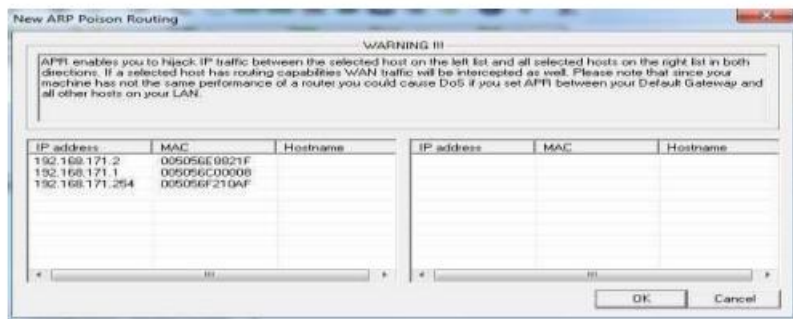 New ARP Poison Routing
WARNING !!!
APR enables you to hijack IP traffic between the selected host on the left list and all selected hosts on the right list in both
directions. If a selected host has routing capabilities WAN traffic will be intercepted as well. Please note that since your
machine has not the same performance of a router you could cause DoS if you set APR between your Default Gateway and
all other hosts on your LAN.
IP address MAC Hostname IP address MAC Hostname
192.168.171.2
192.168.171.1 005056C00008
192.168.171.254 005056F210AF
OK Cancel